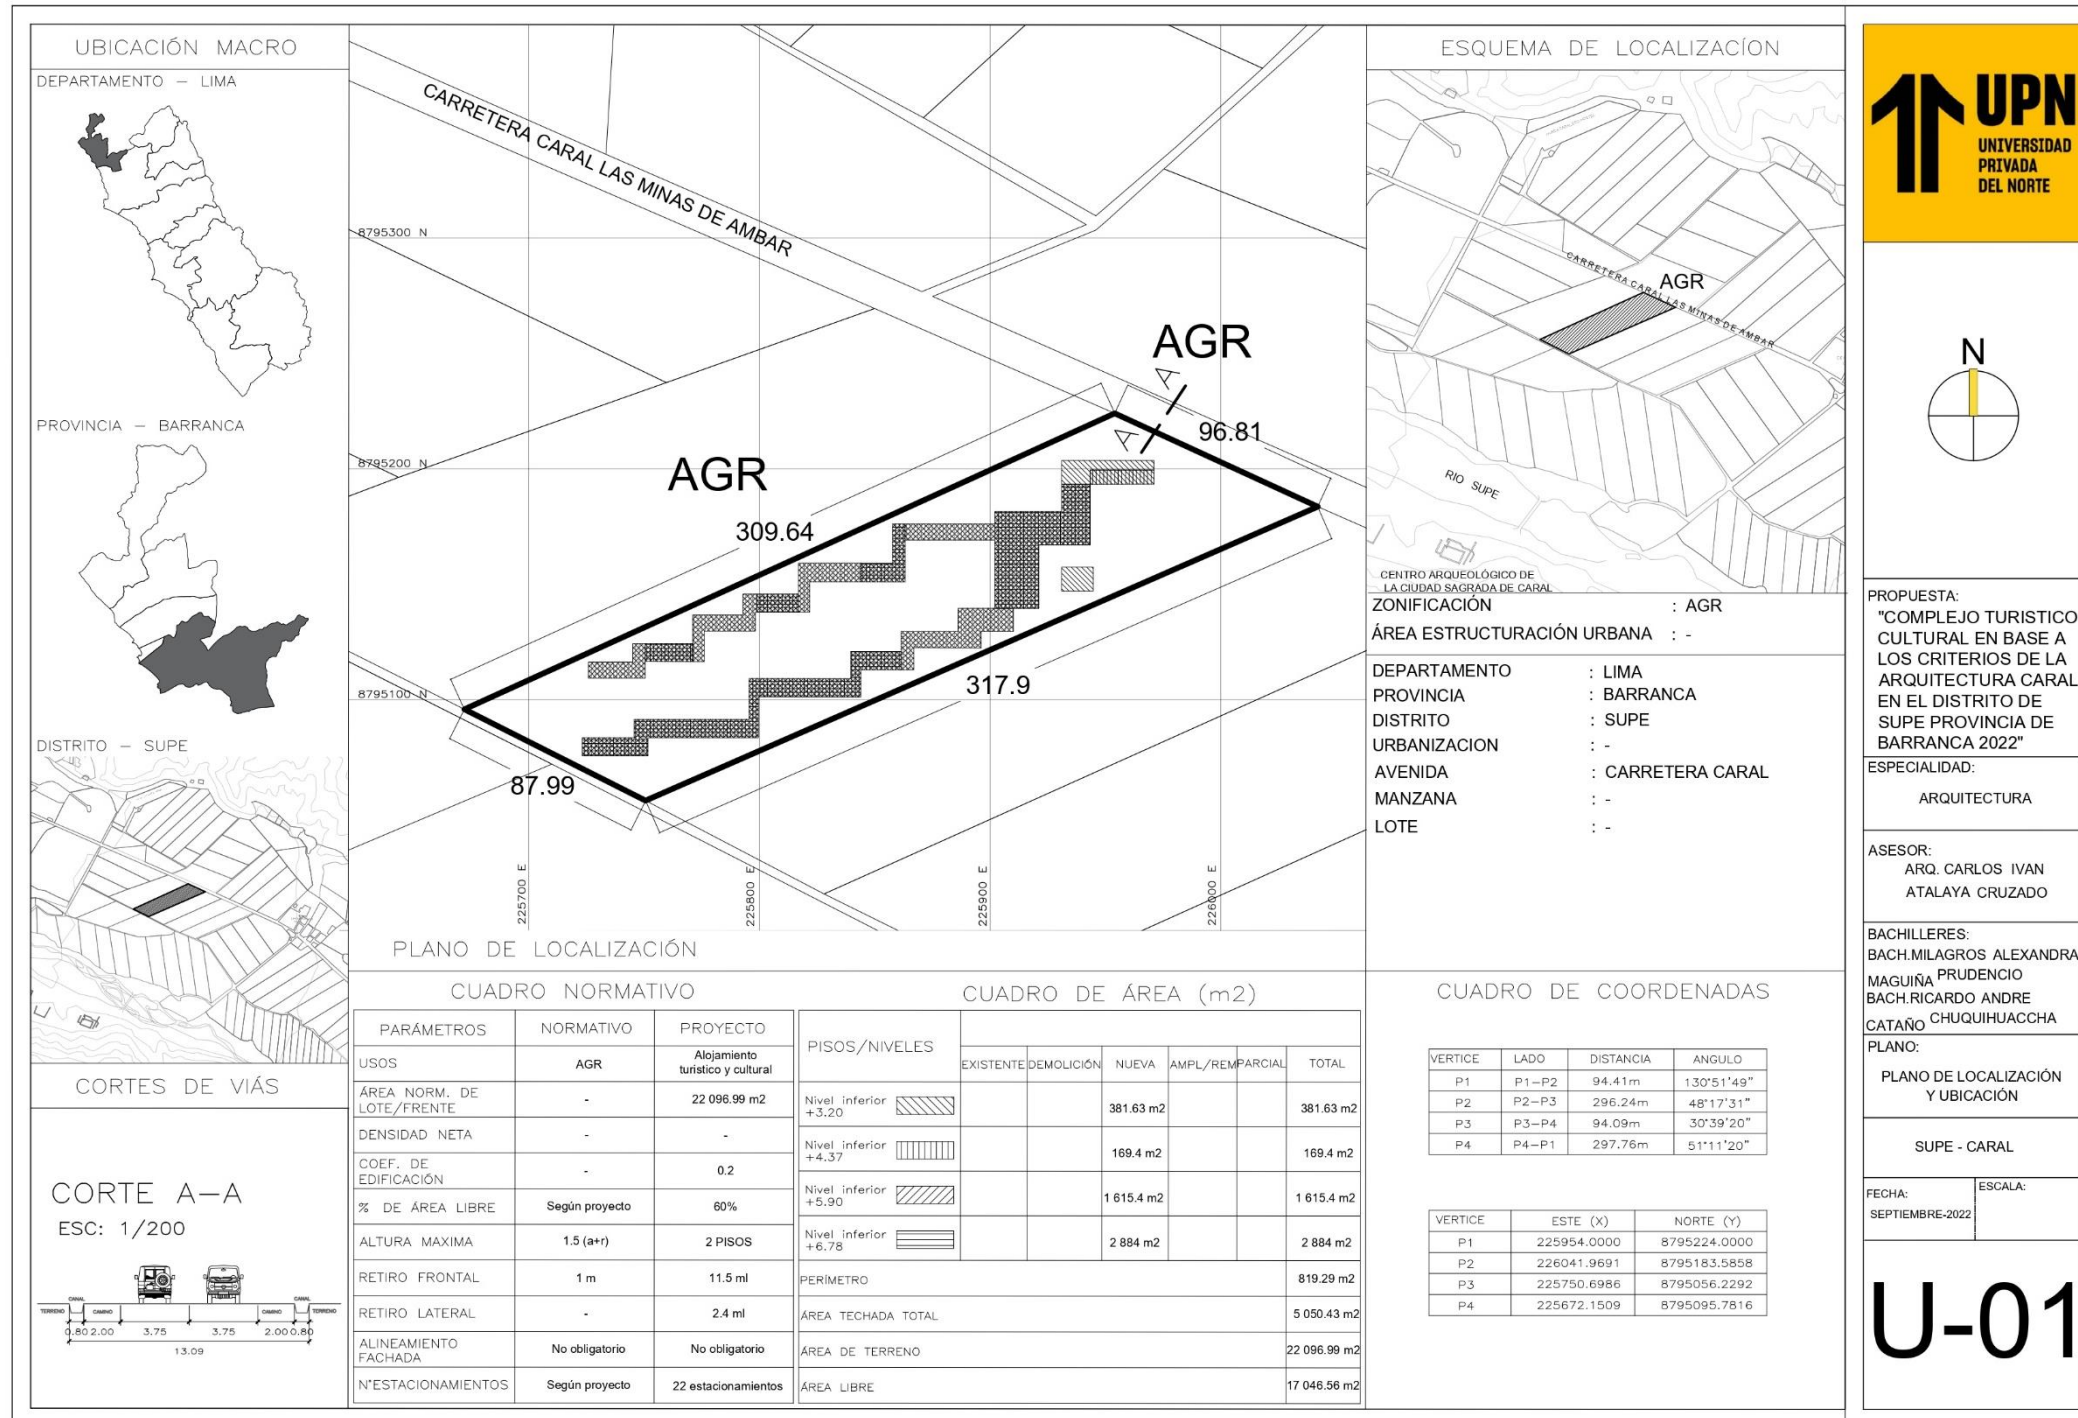 UBICACIÓN MACRO
DEPARTAMENTO – LIMA
PROVINCIA – BARRANCA
DISTRITO – SUPE
CORTES DE VIÁS
CORTE A–A
ESC: 1/200
CANAL
CANAL
TERRENO
CAMINO
CAMINO
TERRENO
0.80 2.00 3.75 3.75 2.00 0.80
13.09
CARRETERA CARAL LAS MINAS DE AMBAR
8795300 N
8795200 N
8795100 N
AGR
AGR
A
A
96.81
309.64
317.9
87.99
225700 E
225800 E
225900 E
226000 E
PLANO DE LOCALIZACIÓN
ESQUEMA DE LOCALIZACÍON
CARRETERA CARAL LAS MINAS DE AMBAR
AGR
RIO SUPE
CENTRO ARQUEOLÓGICO DE
LA CIUDAD SAGRADA DE CARAL
ZONIFICACIÓN : AGR
ÁREA ESTRUCTURACIÓN URBANA : -
DEPARTAMENTO : LIMA
PROVINCIA : BARRANCA
DISTRITO : SUPE
URBANIZACION : -
AVENIDA : CARRETERA CARAL
MANZANA : -
LOTE : -
CUADRO NORMATIVO
PARÁMETROS NORMATIVO PROYECTO
USOS AGR Alojamiento
turistico y cultural
ÁREA NORM. DE
LOTE/FRENTE - 22 096.99 m2
DENSIDAD NETA - -
COEF. DE
EDIFICACIÓN - 0.2
% DE ÁREA LIBRE Según proyecto 60%
ALTURA MAXIMA 1.5 (a+r) 2 PISOS
RETIRO FRONTAL 1 m 11.5 ml
RETIRO LATERAL - 2.4 ml
ALINEAMIENTO
FACHADA No obligatorio No obligatorio
N°ESTACIONAMIENTOS Según proyecto 22 estacionamientos
CUADRO DE ÁREA (m2)
PISOS/NIVELES
EXISTENTE DEMOLICIÓN NUEVA AMPL/REM PARCIAL TOTAL
Nivel inferior
+3.20 381.63 m2 381.63 m2
Nivel inferior
+4.37 169.4 m2 169.4 m2
Nivel inferior
+5.90 1 615.4 m2 1 615.4 m2
Nivel inferior
+6.78 2 884 m2 2 884 m2
PERÍMETRO 819.29 m2
ÁREA TECHADA TOTAL 5 050.43 m2
ÁREA DE TERRENO 22 096.99 m2
ÁREA LIBRE 17 046.56 m2
CUADRO DE COORDENADAS
VERTICE LADO DISTANCIA ANGULO
P1 P1–P2 94.41m 130°51'49"
P2 P2–P3 296.24m 48°17'31"
P3 P3–P4 94.09m 30°39'20"
P4 P4–P1 297.76m 51°11'20"
VERTICE ESTE (X) NORTE (Y)
P1 225954.0000 8795224.0000
P2 226041.9691 8795183.5858
P3 225750.6986 8795056.2292
P4 225672.1509 8795095.7816
UPN
UNIVERSIDAD
PRIVADA
DEL NORTE
N
PROPUESTA:
"COMPLEJO TURISTICO
CULTURAL EN BASE A
LOS CRITERIOS DE LA
ARQUITECTURA CARAL
EN EL DISTRITO DE
SUPE PROVINCIA DE
BARRANCA 2022"
ESPECIALIDAD:
ARQUITECTURA
ASESOR:
ARQ. CARLOS IVAN
ATALAYA CRUZADO
BACHILLERES:
BACH.MILAGROS ALEXANDRA
MAGUIÑA PRUDENCIO
BACH.RICARDO ANDRE
CATAÑO CHUQUIHUACCHA
PLANO:
PLANO DE LOCALIZACIÓN
Y UBICACIÓN
SUPE - CARAL
FECHA:
SEPTIEMBRE-2022
ESCALA:
U-01